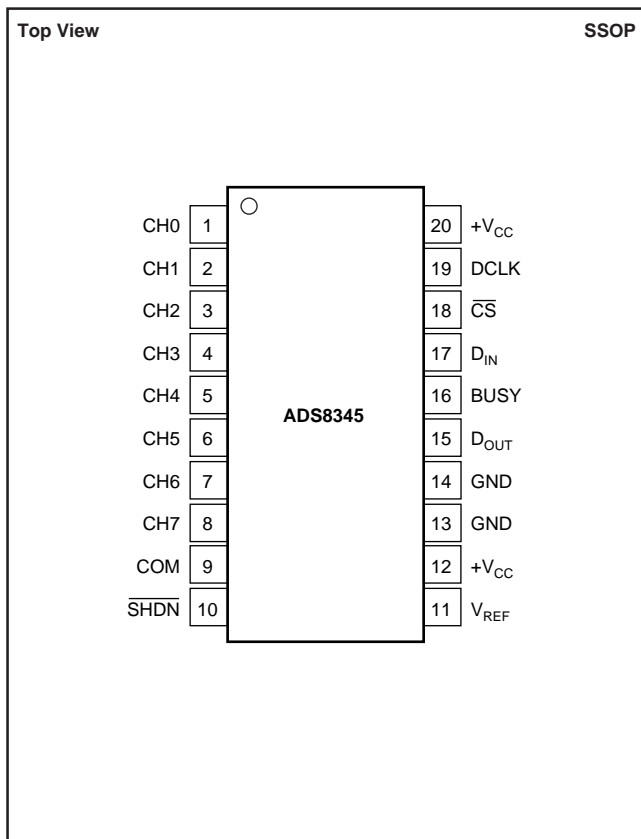 Top View SSOP
CH0 1 20 +VCC
CH1 2 19 DCLK
CH2 3 18 C̅S̅
CH3 4 17 DIN
CH4 5 16 BUSY
ADS8345
CH5 6 15 DOUT
CH6 7 14 GND
CH7 8 13 GND
COM 9 12 +VCC
S̅H̅D̅N̅ 10 11 VREF